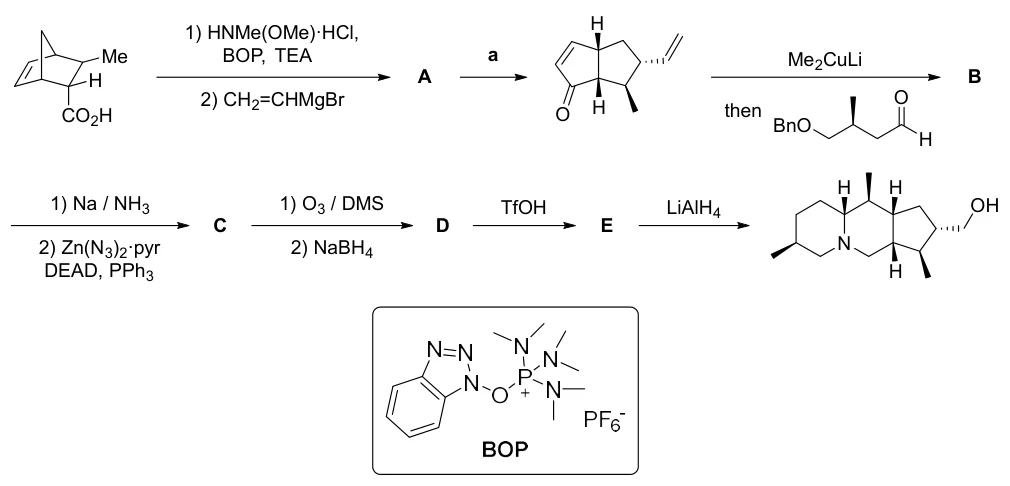 1) HNMe(OMe)·HCl,
BOP, TEA
2) CH2=CHMgBr
Me
H
CO2H
A
a
H
O
H
Me2CuLi
then
BnO
O
H
B
1) Na / NH3
2) Zn(N3)2·pyr
DEAD, PPh3
C
1) O3 / DMS
2) NaBH4
D
TfOH
E
LiAlH4
H
H
N
H
OH
N=N
N
O
P
+
N
N
N
PF6-
BOP